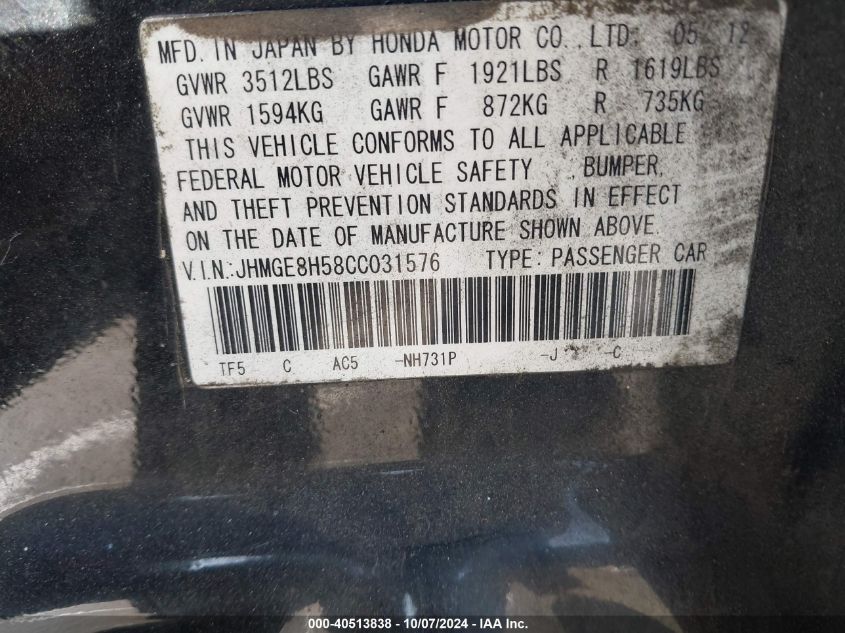 MFD. IN JAPAN BY HONDA MOTOR CO., LTD. 05 12
GVWR 3512LBS GAWR F 1921LBS R 1619LBS
GVWR 1594KG GAWR F 872KG R 735KG
THIS VEHICLE CONFORMS TO ALL APPLICABLE
FEDERAL MOTOR VEHICLE SAFETY , BUMPER,
AND THEFT PREVENTION STANDARDS IN EFFECT
ON THE DATE OF MANUFACTURE SHOWN ABOVE.
V.I.N.:JHMGE8H58CC031576 TYPE: PASSENGER CAR
TF5 C AC5 -NH731P -J -C
000-40513838 - 10/07/2024 - IAA Inc.